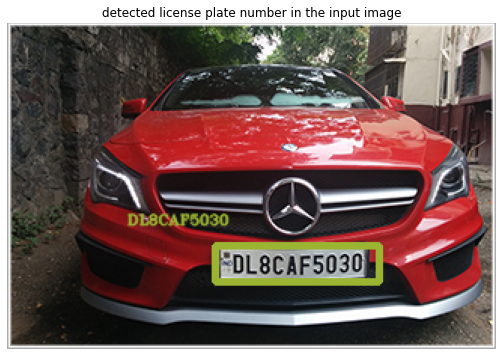 detected license plate number in the input image
DL8CAF5030
DL8CAF5030